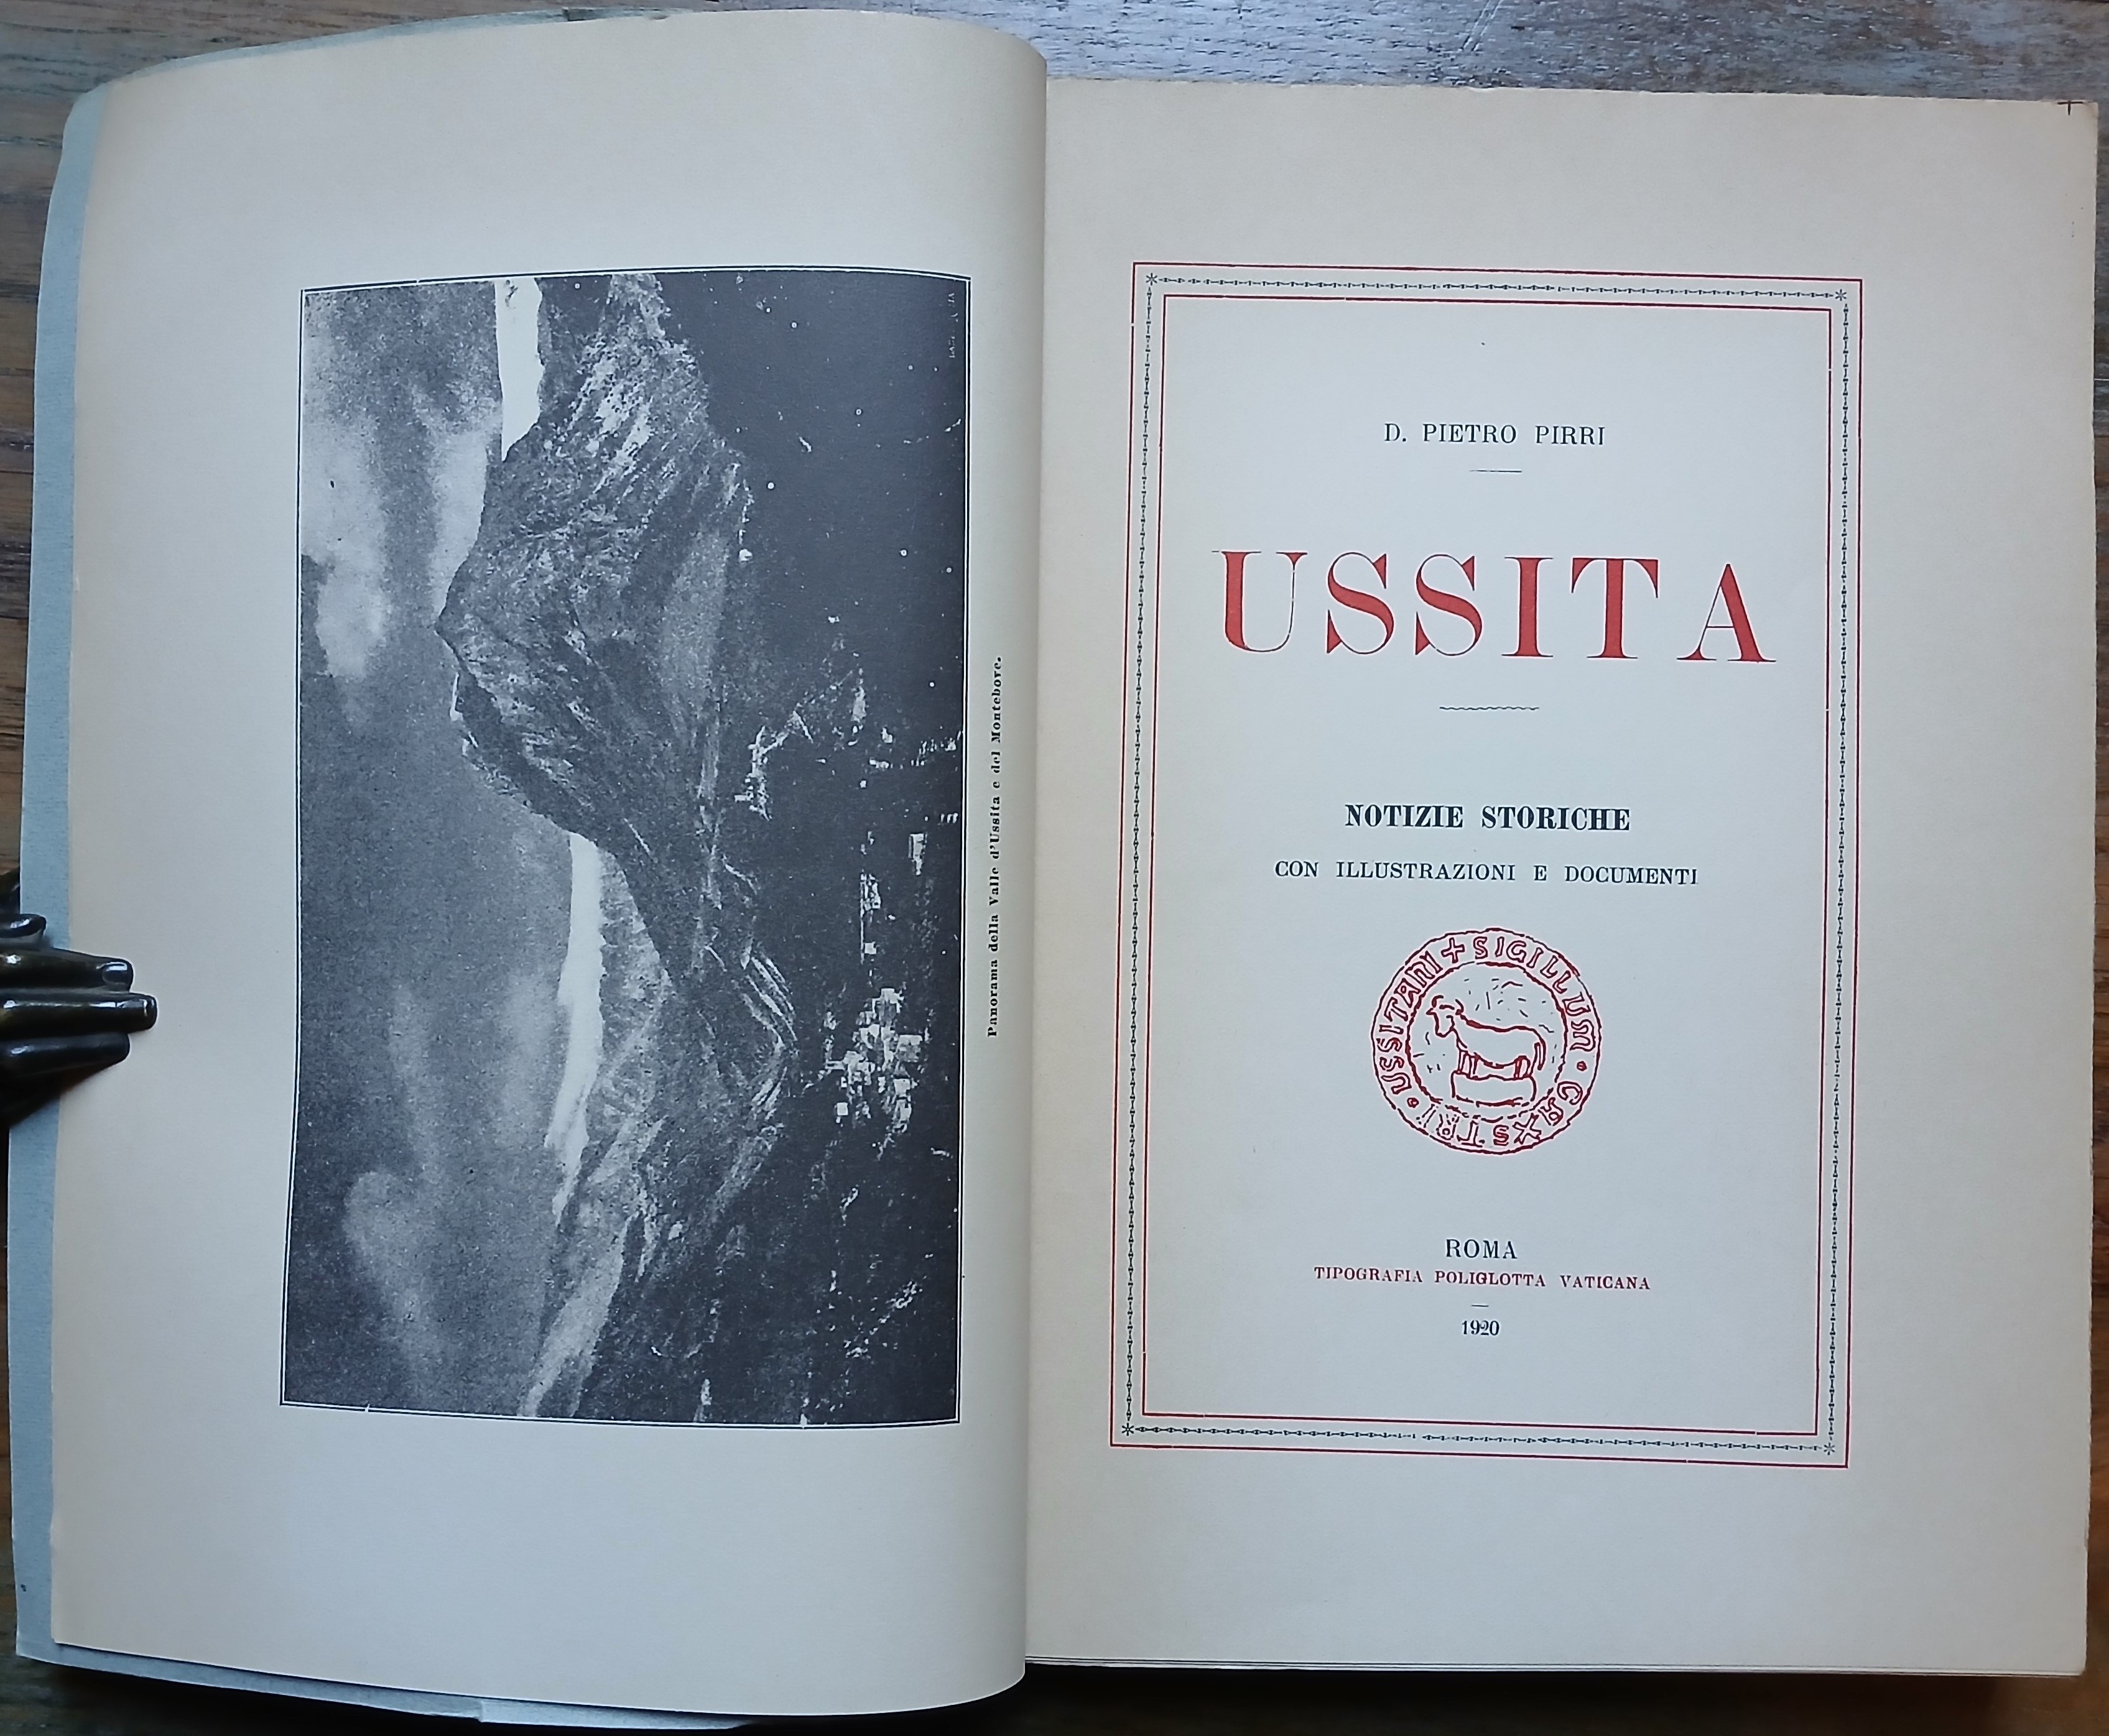 Panorama della Valle d'Ussita e del Montebove.
D. PIETRO PIRRI
USSITA
NOTIZIE STORICHE
CON ILLUSTRAZIONI E DOCUMENTI
+ SIGILLUM · CASTRI · USSITANI
ROMA
TIPOGRAFIA POLIGLOTTA VATICANA
1920